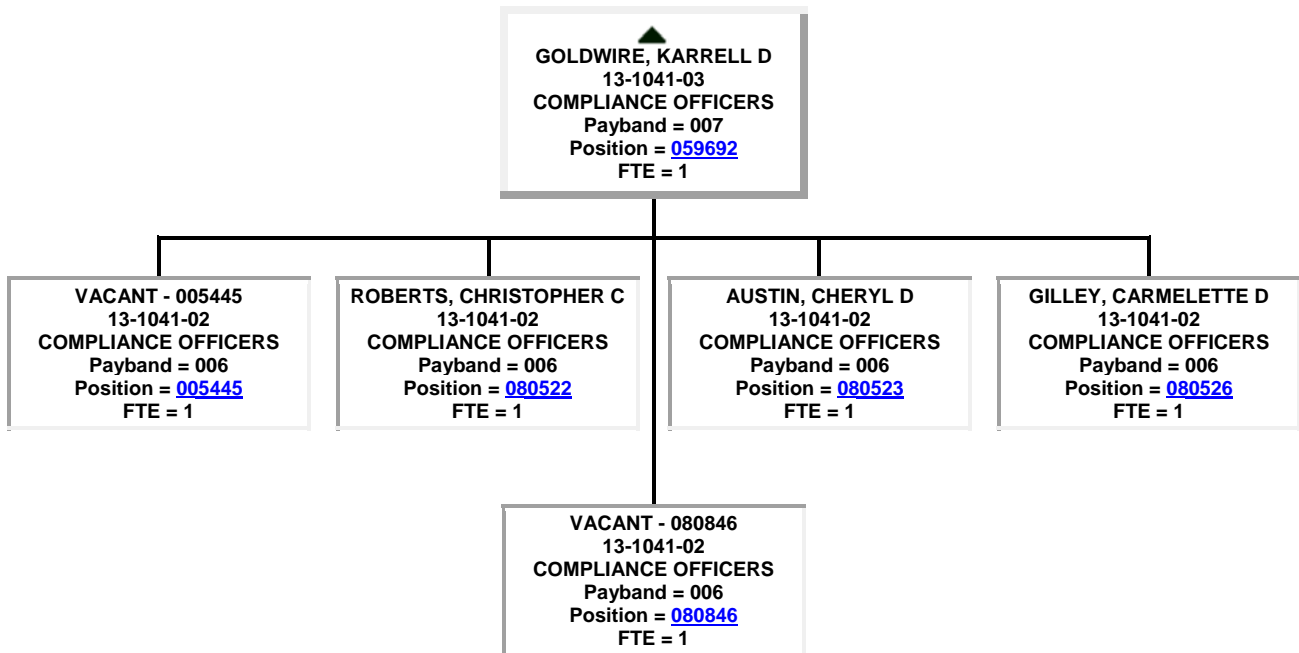 GOLDWIRE, KARRELL D
13-1041-03
COMPLIANCE OFFICERS
Payband = 007
Position = 059692
FTE = 1
VACANT - 005445
13-1041-02
COMPLIANCE OFFICERS
Payband = 006
Position = 005445
FTE = 1
ROBERTS, CHRISTOPHER C
13-1041-02
COMPLIANCE OFFICERS
Payband = 006
Position = 080522
FTE = 1
AUSTIN, CHERYL D
13-1041-02
COMPLIANCE OFFICERS
Payband = 006
Position = 080523
FTE = 1
GILLEY, CARMELETTE D
13-1041-02
COMPLIANCE OFFICERS
Payband = 006
Position = 080526
FTE = 1
VACANT - 080846
13-1041-02
COMPLIANCE OFFICERS
Payband = 006
Position = 080846
FTE = 1